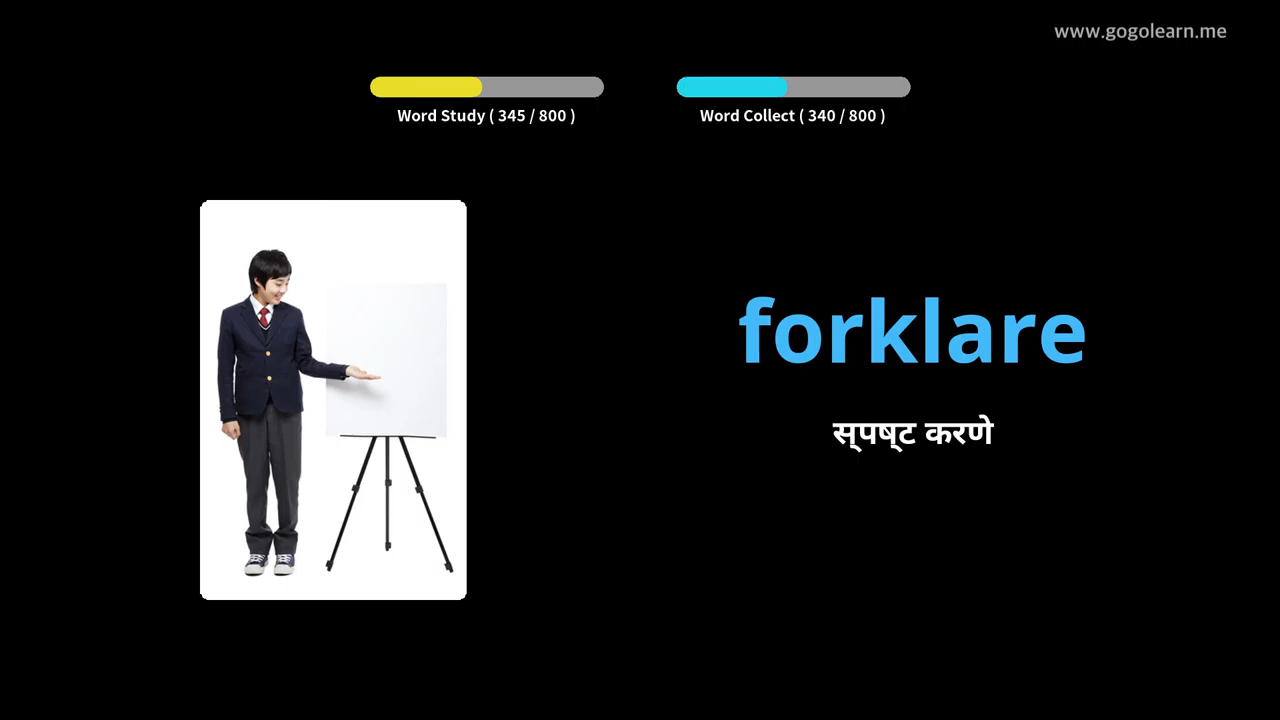 www.gogolearn.me
Word Study ( 345 / 800 )
Word Collect ( 340 / 800 )
forklare
स्पष्ट करणे